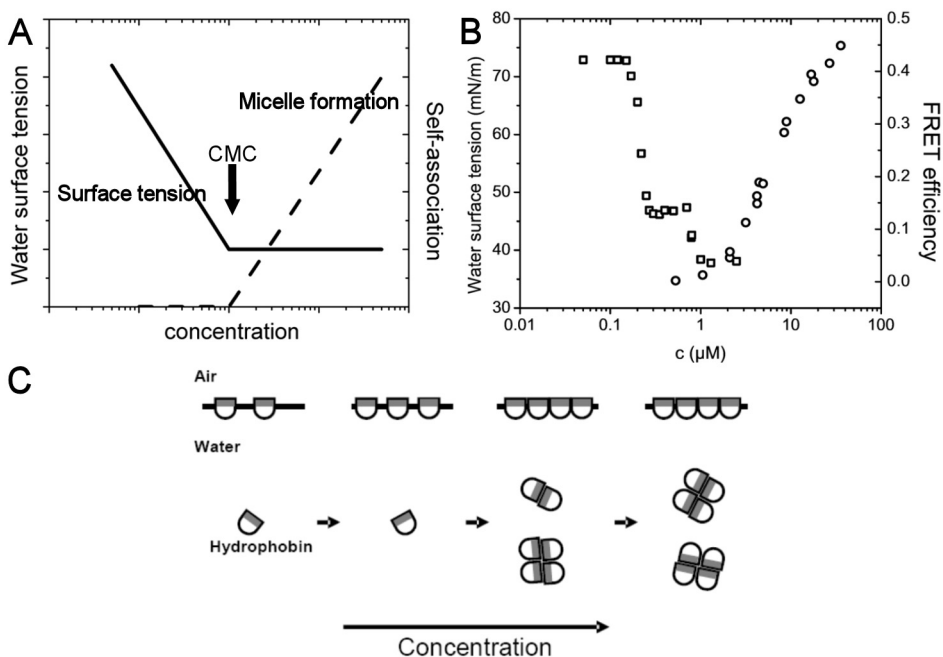 A
Water surface tension
Micelle formation
CMC
Surface tension
Self-association
concentration
B
Water surface tension (mN/m)
80
70
60
50
40
30
0.5
0.4
0.3
0.2
0.1
0.0
FRET efficiency
0.01
0.1
1
10
100
c (µM)
C
Air
Water
Hydrophobin
Concentration